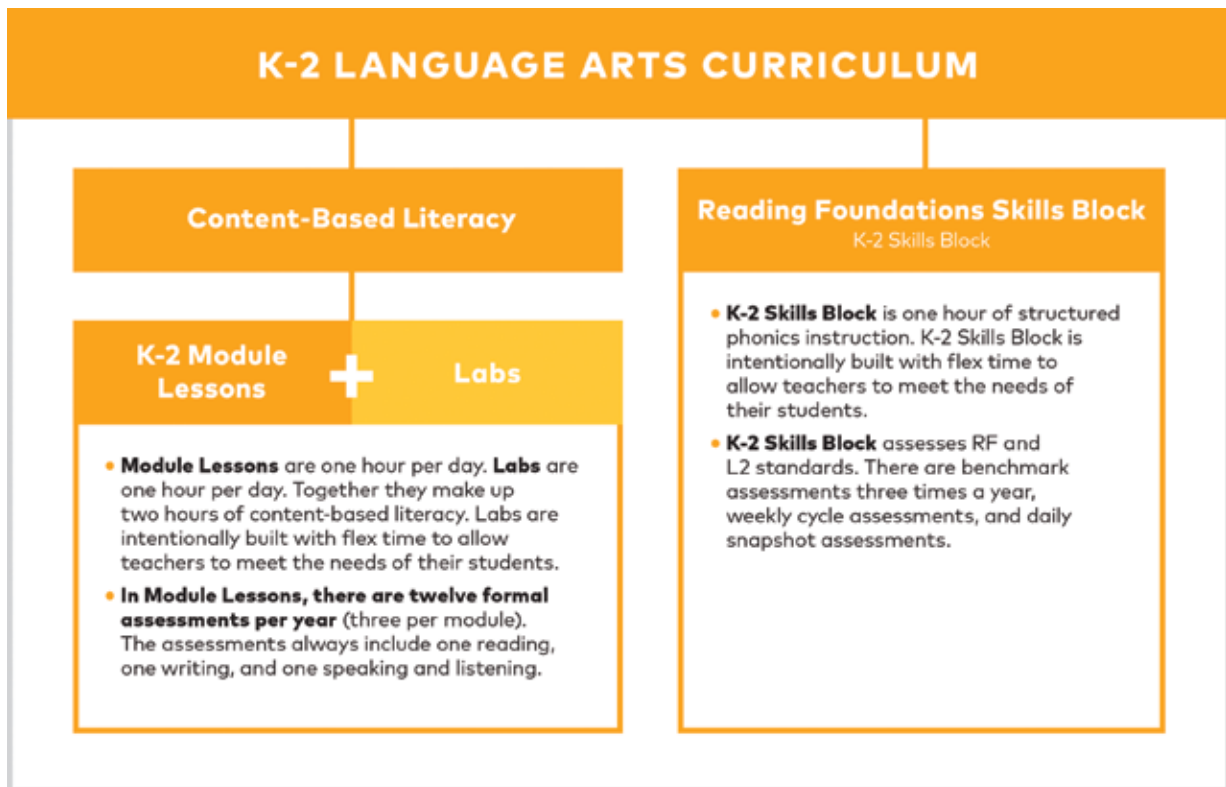 K-2 LANGUAGE ARTS CURRICULUM
Content-Based Literacy
K-2 Module
Lessons
+
Labs
• Module Lessons are one hour per day. Labs are
one hour per day. Together they make up
two hours of content-based literacy. Labs are
intentionally built with flex time to allow
teachers to meet the needs of their students.
• In Module Lessons, there are twelve formal
assessments per year (three per module).
The assessments always include one reading,
one writing, and one speaking and listening.
Reading Foundations Skills Block
K-2 Skills Block
• K-2 Skills Block is one hour of structured
phonics instruction. K-2 Skills Block is
intentionally built with flex time to
allow teachers to meet the needs of
their students.
• K-2 Skills Block assesses RF and
L2 standards. There are benchmark
assessments three times a year,
weekly cycle assessments, and daily
snapshot assessments.